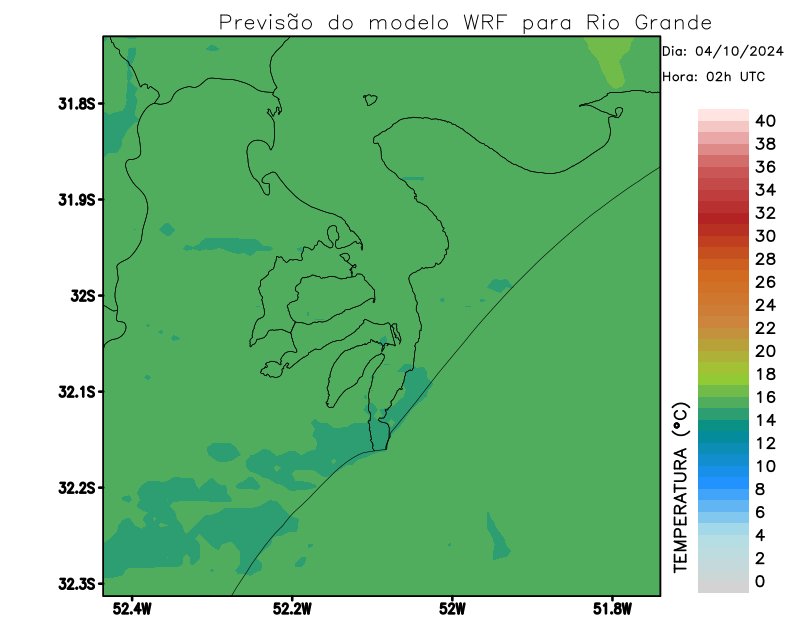 Previsão do modelo WRF para Rio Grande
Dia: 04/10/2024
Hora: 02h UTC
31.8S
31.9S
32S
32.1S
32.2S
32.3S
52.4W
52.2W
52W
51.8W
TEMPERATURA (°C)
40
38
36
34
32
30
28
26
24
22
20
18
16
14
12
10
8
6
4
2
0